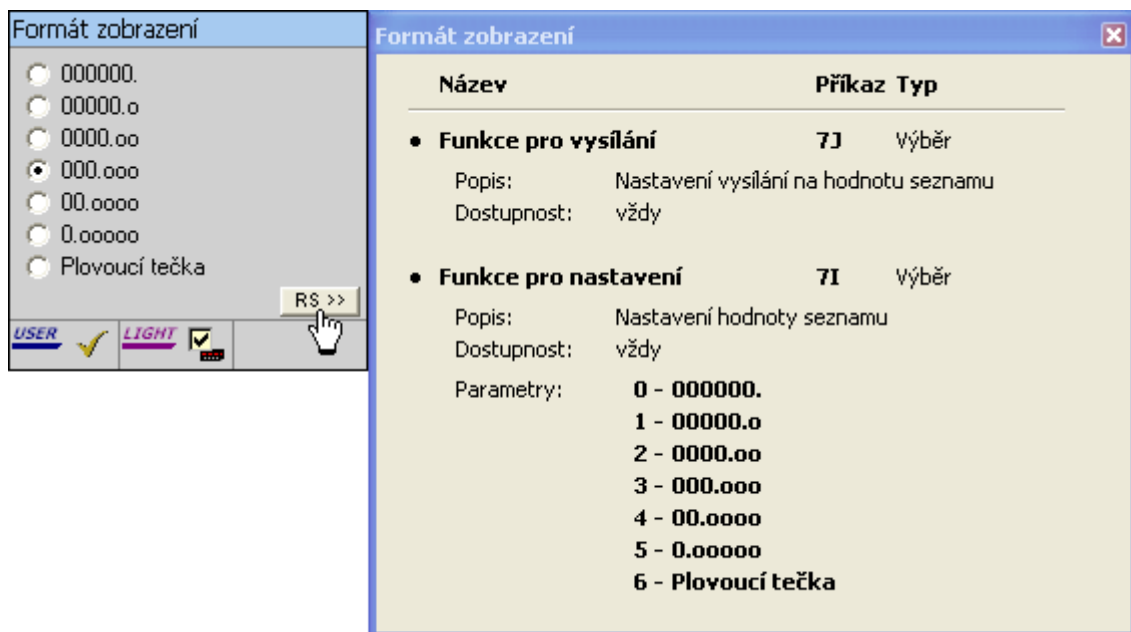 Formát zobrazení
000000.
00000.o
0000.oo
000.ooo
00.oooo
0.ooooo
Plovoucí tečka
RS >>
USER LIGHT
Formát zobrazení
Název Příkaz Typ
• Funkce pro vysílání 7J Výběr
Popis: Nastavení vysílání na hodnotu seznamu
Dostupnost: vždy
• Funkce pro nastavení 7I Výběr
Popis: Nastavení hodnoty seznamu
Dostupnost: vždy
Parametry: 0 - 000000.
1 - 00000.o
2 - 0000.oo
3 - 000.ooo
4 - 00.oooo
5 - 0.ooooo
6 - Plovoucí tečka